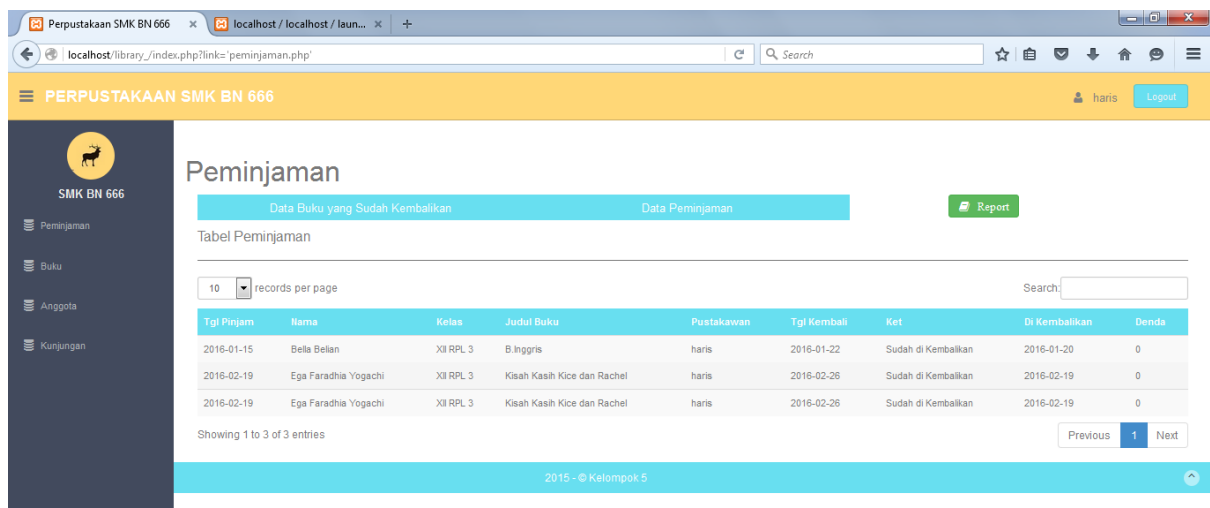 Perpustakaan SMK BN 666 × localhost / localhost / laun... × +
localhost/library_/index.php?link='peminjaman.php' Search
PERPUSTAKAAN SMK BN 666 haris Logout
SMK BN 666
Peminjaman
Buku
Anggota
Kunjungan
Peminjaman
Data Buku yang Sudah Kembalikan Data Peminjaman Report
Tabel Peminjaman
10 records per page Search:
Tgl Pinjam Nama Kelas Judul Buku Pustakawan Tgl Kembali Ket Di Kembalikan Denda
2016-01-15 Bella Belian XII RPL 3 B.Inggris haris 2016-01-22 Sudah di Kembalikan 2016-01-20 0
2016-02-19 Ega Faradhia Yogachi XII RPL 3 Kisah Kasih Kice dan Rachel haris 2016-02-26 Sudah di Kembalikan 2016-02-19 0
2016-02-19 Ega Faradhia Yogachi XII RPL 3 Kisah Kasih Kice dan Rachel haris 2016-02-26 Sudah di Kembalikan 2016-02-19 0
Showing 1 to 3 of 3 entries Previous 1 Next
2015 - © Kelompok 5